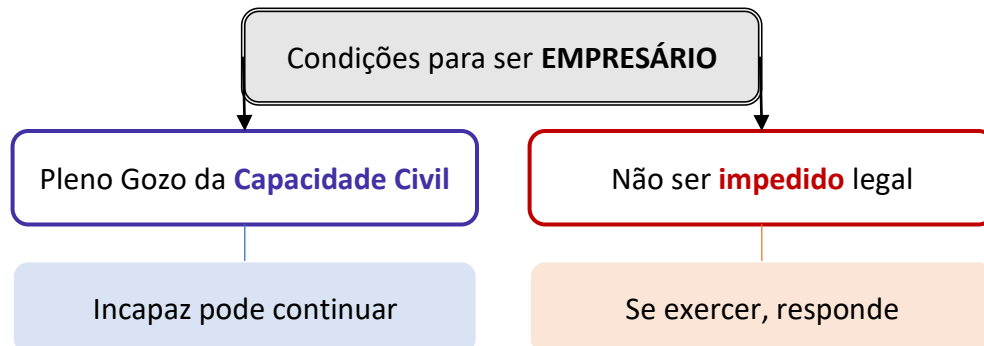 Condições para ser EMPRESÁRIO
Pleno Gozo da Capacidade Civil
Não ser impedido legal
Incapaz pode continuar
Se exercer, responde